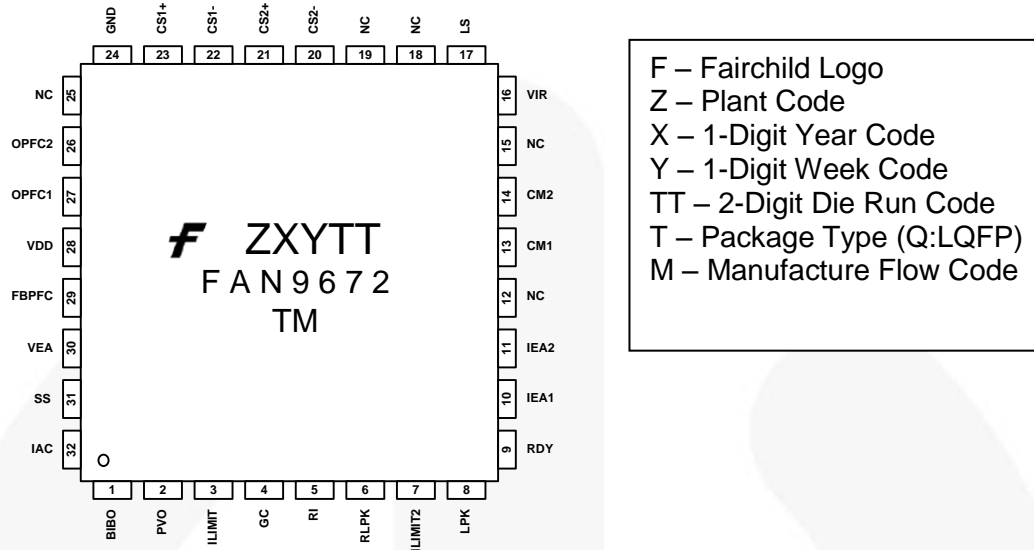 GND CS1+ CS1- CS2+ CS2- NC NC LS
24 23 22 21 20 19 18 17
NC 25
OPFC2 26
OPFC1 27
VDD 28
FBPFC 29
VEA 30
SS 31
IAC 32
16 VIR
15 NC
14 CM2
13 CM1
12 NC
11 IEA2
10 IEA1
9 RDY
ZXYTT
FAN9672
TM
1 2 3 4 5 6 7 8
BIBO PVO ILIMIT GC RI RLPK ILIMIT2 LPK
F – Fairchild Logo
Z – Plant Code
X – 1-Digit Year Code
Y – 1-Digit Week Code
TT – 2-Digit Die Run Code
T – Package Type (Q:LQFP)
M – Manufacture Flow Code